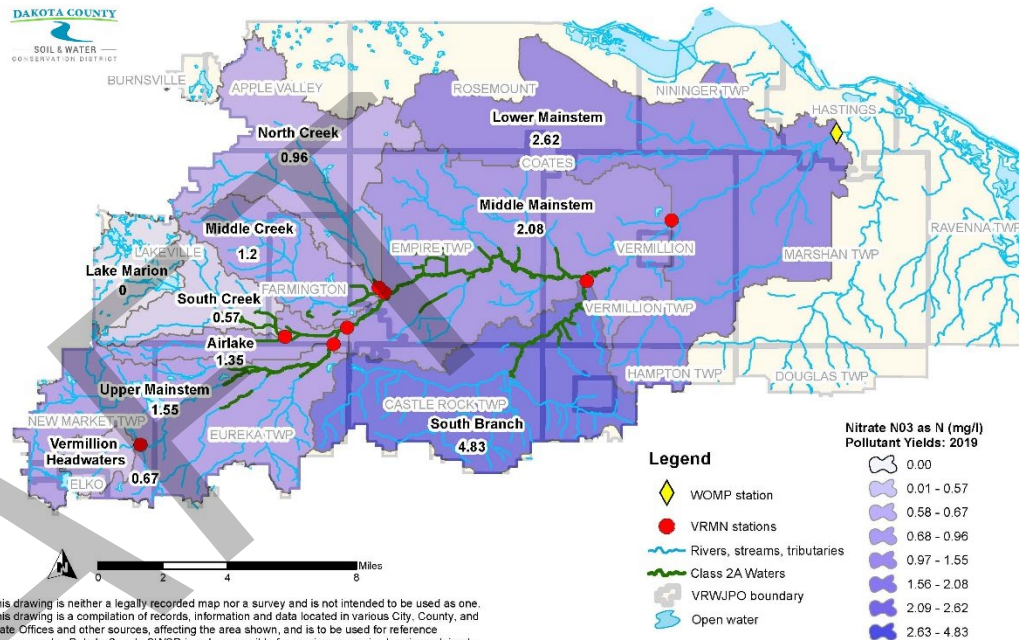 DAKOTA COUNTY
SOIL & WATER
CONSERVATION DISTRICT
BURNSVILLE
APPLE VALLEY
ROSEMOUNT
NININGER TWP
HASTINGS
North Creek
0.96
Lower Mainstem
2.62
COATES
Middle Mainstem
2.08
Middle Creek
1.2
EMPIRE TWP
VERMILLION
MARSHAN TWP
RAVENNA TWP
LAKEVILLE
Lake Marion
0
FARMINGTON
South Creek
0.57
VERMILLION TWP
Airlake
1.35
Upper Mainstem
1.55
HAMPTON TWP
DOUGLAS TWP
CASTLE ROCK TWP
South Branch
4.83
NEW MARKET TWP
EUREKA TWP
Vermillion
Headwaters
0.67
ELKO
N
0 2 4 8 Miles
Legend
WOMP station
VRMN stations
Rivers, streams, tributaries
Class 2A Waters
VRWJPO boundary
Open water
Nitrate N03 as N (mg/l)
Pollutant Yields: 2019
0.00
0.01 - 0.57
0.58 - 0.67
0.68 - 0.96
0.97 - 1.55
1.56 - 2.08
2.09 - 2.62
2.63 - 4.83
his drawing is neither a legally recorded map nor a survey and is not intended to be used as one.
his drawing is a compilation of records, information and data located in various City, County, and
ate Offices and other sources, affecting the area shown, and is to be used for reference